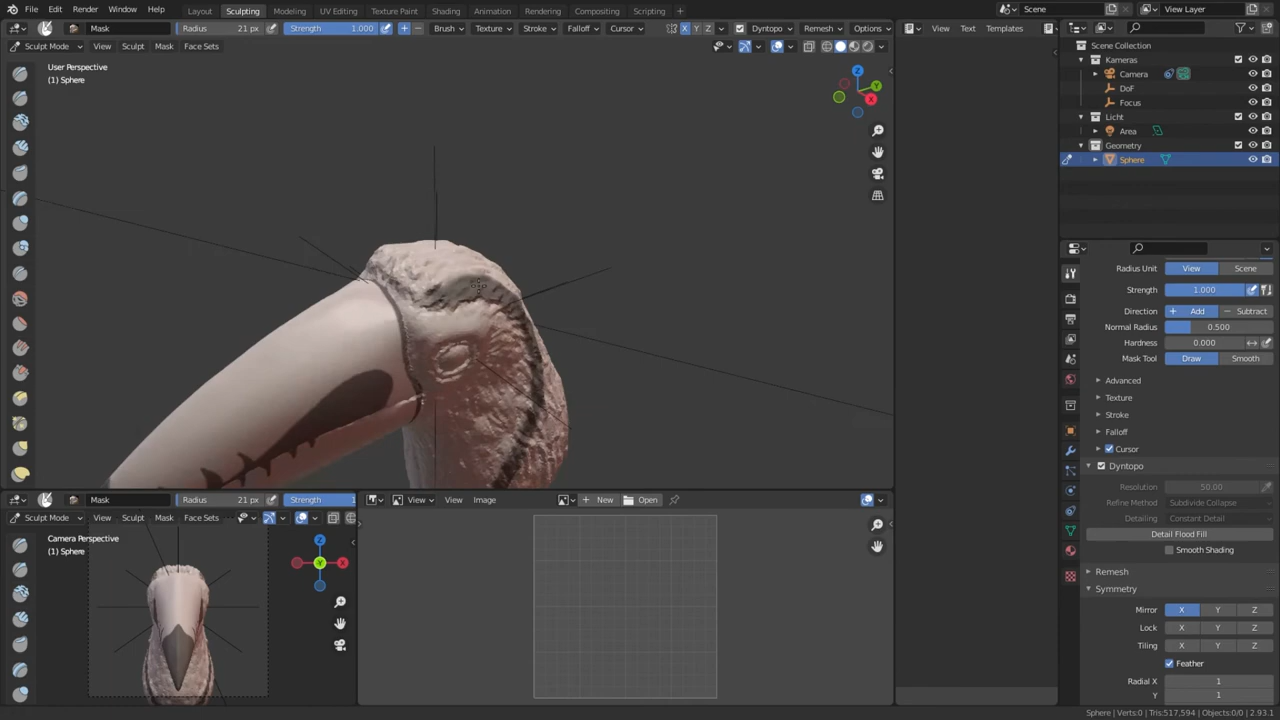 File Edit Render Window Help Layout Sculpting Modeling UV Editing Texture Paint Shading Animation Rendering Compositing Scripting + Scene View Layer
Mask Radius 21 px Strength 1.000 Brush Texture Stroke Falloff Cursor X Y Z Dyntopo Remesh Options View Text Templates
Sculpt Mode View Sculpt Mask Face Sets
User Perspective
(1) Sphere
Z
Y
X
Scene Collection
Kameras
Camera
DoF
Focus
Licht
Area
Geometry
Sphere
Radius Unit View Scene
Strength 1.000
Direction + Add − Subtract
Normal Radius 0.500
Hardness 0.000
Mask Tool Draw Smooth
Advanced
Texture
Stroke
Falloff
Cursor
Dyntopo
Resolution 50.00
Refine Method Subdivide Collapse
Detailing Constant Detail
Detail Flood Fill
Smooth Shading
Remesh
Symmetry
Mirror X Y Z
Lock X Y Z
Tiling X Y Z
Feather
Radial X 1
Y 1
Mask Radius 21 px Strength 1 View View Image + New Open
Sculpt Mode View Sculpt Mask Face Sets
Camera Perspective
(1) Sphere
Z
Y X
Sphere | Verts:0 | Tris:517,594 | Objects:0/0 | 2.93.1